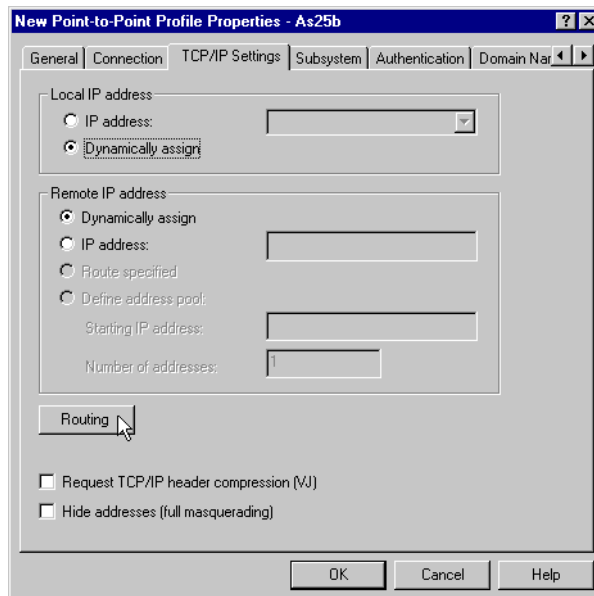 New Point-to-Point Profile Properties - As25b
General Connection TCP/IP Settings Subsystem Authentication Domain Nar
Local IP address
IP address:
Dynamically assign
Remote IP address
Dynamically assign
IP address:
Route specified
Define address pool:
Starting IP address:
Number of addresses: 1
Routing
Request TCP/IP header compression (VJ)
Hide addresses (full masquerading)
OK Cancel Help